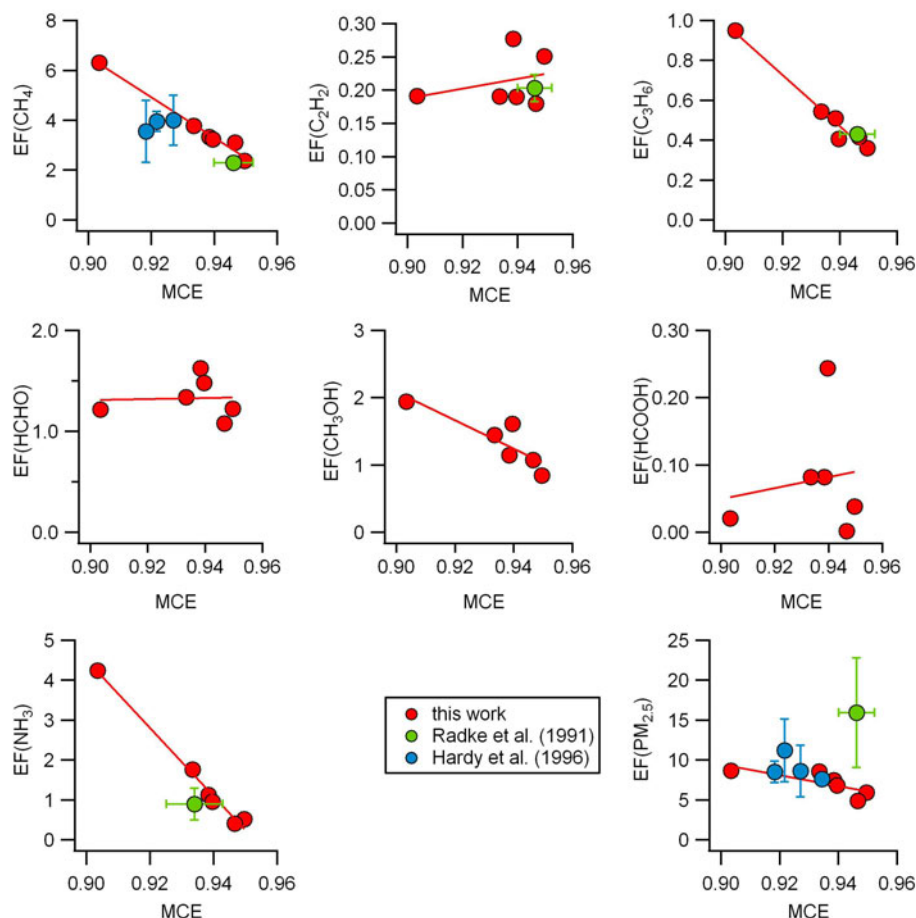 EF(CH4)
8
6
4
2
0
0.90 0.92 0.94 0.96
MCE
EF(C2H2)
0.30
0.25
0.20
0.15
0.10
0.05
0.00
0.90 0.92 0.94 0.96
MCE
EF(C3H6)
1.0
0.8
0.6
0.4
0.2
0.0
0.90 0.92 0.94 0.96
MCE
EF(HCHO)
2.0
1.0
0.0
0.90 0.92 0.94 0.96
MCE
EF(CH3OH)
3
2
1
0
0.90 0.92 0.94 0.96
MCE
EF(HCOOH)
0.30
0.20
0.10
0.00
0.90 0.92 0.94 0.96
MCE
EF(NH3)
5
4
3
2
1
0
0.90 0.92 0.94 0.96
MCE
this work
Radke et al. (1991)
Hardy et al. (1996)
EF(PM2.5)
25
20
15
10
5
0
0.90 0.92 0.94 0.96
MCE